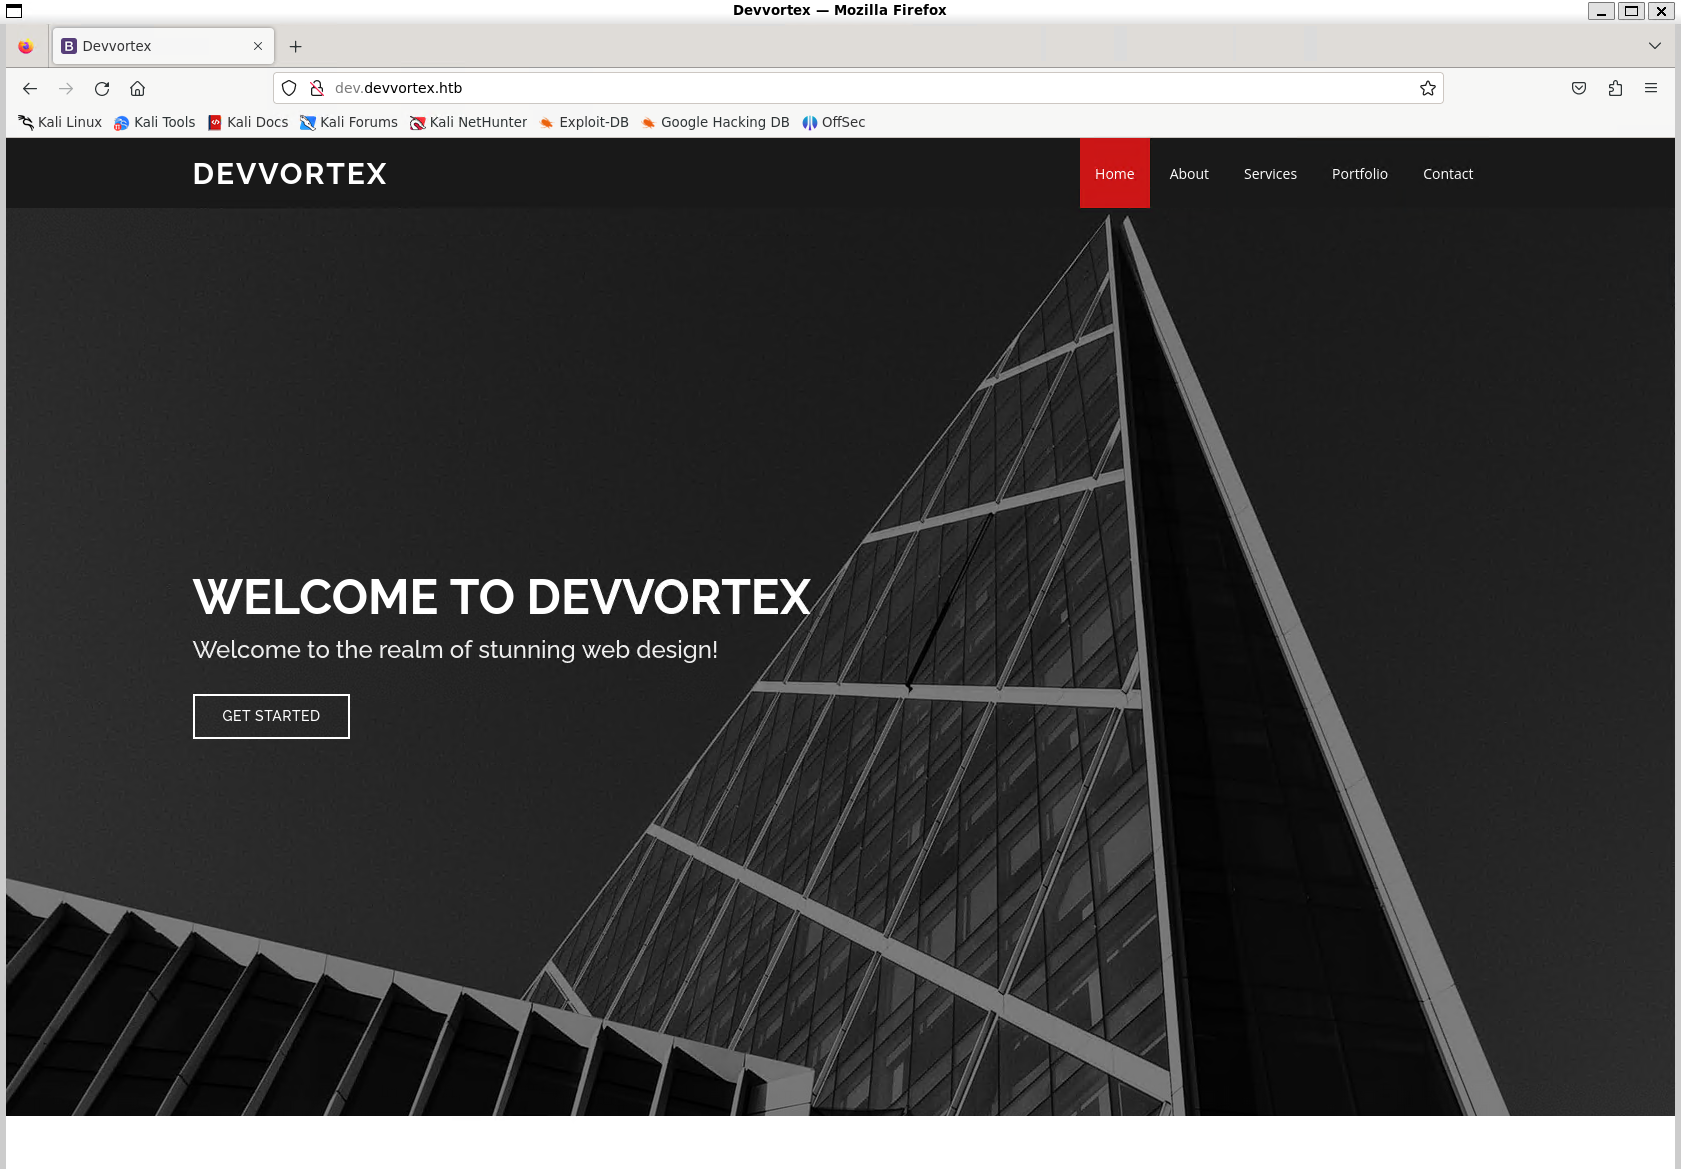 Devvortex — Mozilla Firefox
Devvortex
dev.devvortex.htb
Kali Linux Kali Tools Kali Docs Kali Forums Kali NetHunter Exploit-DB Google Hacking DB OffSec
DEVVORTEX Home About Services Portfolio Contact
WELCOME TO DEVVORTEX
Welcome to the realm of stunning web design!
GET STARTED